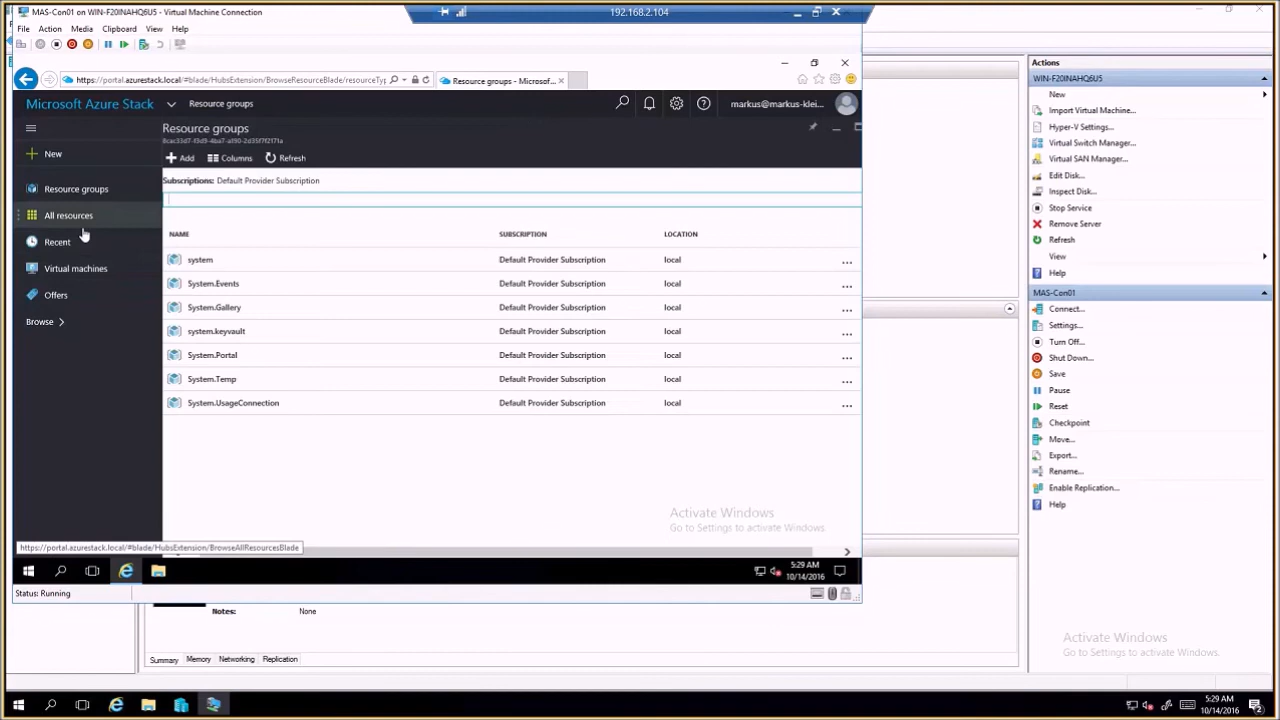 MAS-Con01 on WIN-F20INAHQ6U5 - Virtual Machine Connection
192.168.2.104
File Action Media Clipboard View Help
https://portal.azurestack.local/#blade/HubsExtension/BrowseResourceBlade/resourceTyp
Resource groups - Microsof...
Microsoft Azure Stack
Resource groups
markus@markus-klei...
New
Resource groups
All resources
Recent
Virtual machines
Offers
Browse
Resource groups
Add Columns Refresh
Subscriptions: Default Provider Subscription
NAME SUBSCRIPTION LOCATION
system Default Provider Subscription local ...
System.Events Default Provider Subscription local ...
System.Gallery Default Provider Subscription local ...
system.keyvault Default Provider Subscription local ...
System.Portal Default Provider Subscription local ...
System.Temp Default Provider Subscription local ...
System.UsageConnection Default Provider Subscription local ...
Activate Windows
Go to Settings to activate Windows.
https://portal.azurestack.local/#blade/HubsExtension/BrowseAllResourcesBlade
5:29 AM
10/14/2016
Status: Running
Notes: None
Summary Memory Networking Replication
Actions
WIN-F20INAHQ6U5
New
Import Virtual Machine...
Hyper-V Settings...
Virtual Switch Manager...
Virtual SAN Manager...
Edit Disk...
Inspect Disk...
Stop Service
Remove Server
Refresh
View
Help
MAS-Con01
Connect...
Settings...
Turn Off...
Shut Down...
Save
Pause
Reset
Checkpoint
Move...
Export...
Rename...
Enable Replication...
Help
Activate Windows
Go to Settings to activate Windows.
5:29 AM
10/14/2016